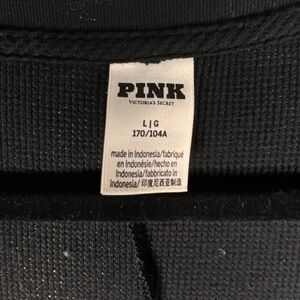 PINK
VICTORIA'S SECRET
L | G
170/104A
made in Indonesia/fabriqué
en Indonésie/hecho en
Indonesia/fabbricato in
Indonesia/ 印度尼西亚制造